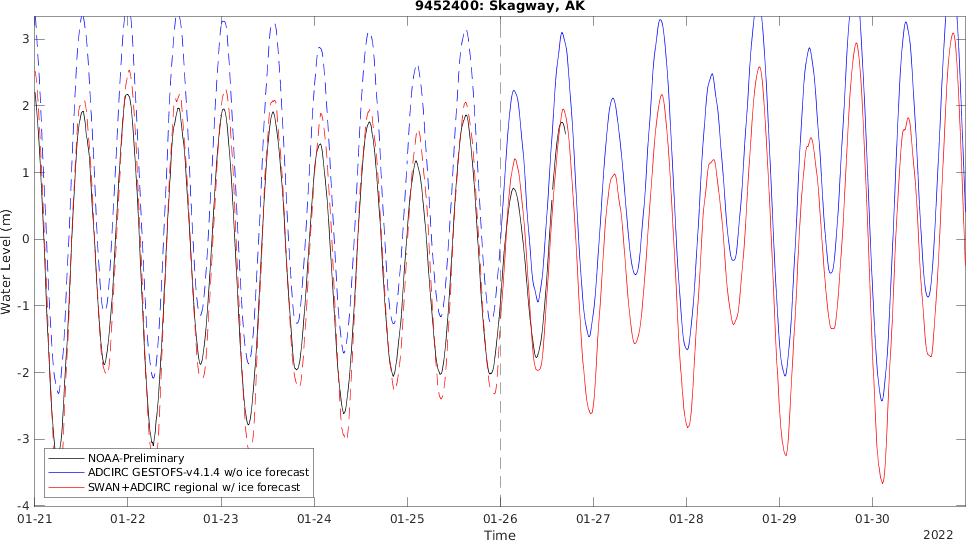 9452400: Skagway, AK
3
2
1
0
-1
-2
-3
-4
Water Level (m)
NOAA-Preliminary
ADCIRC GESTOFS-v4.1.4 w/o ice forecast
SWAN+ADCIRC regional w/ ice forecast
01-21 01-22 01-23 01-24 01-25 01-26 01-27 01-28 01-29 01-30
Time
2022